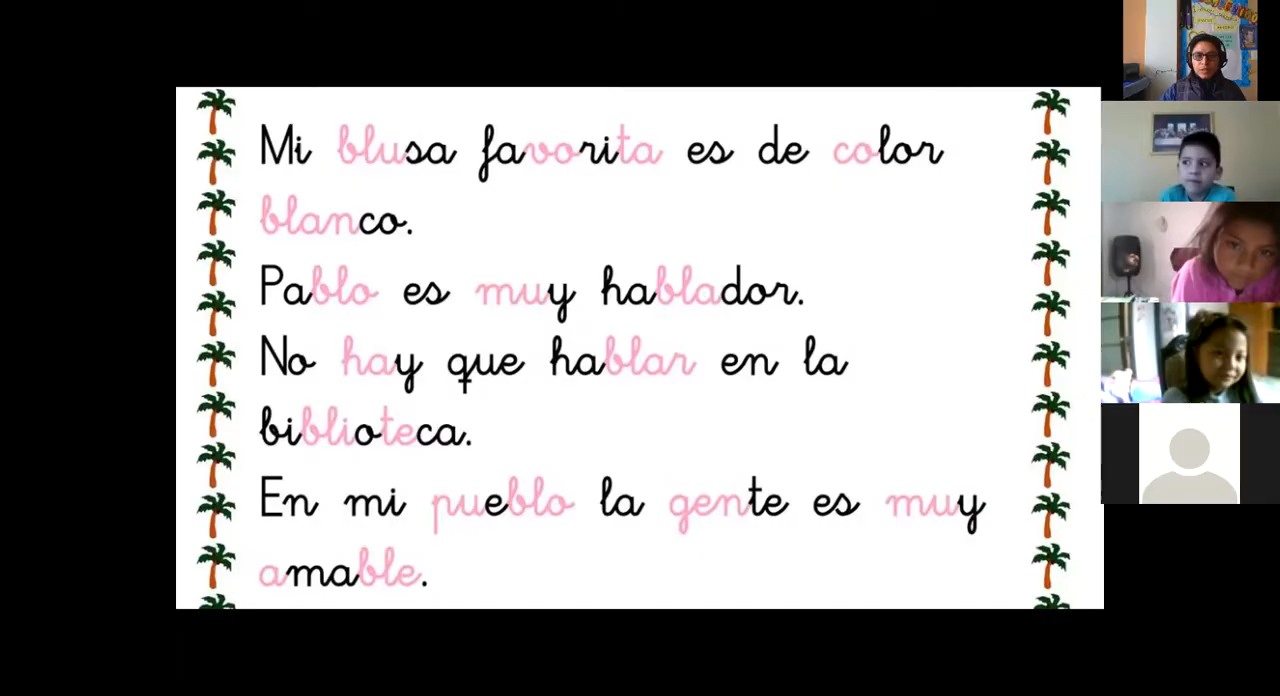 Mi blusa favorita es de color
blanco.
Pablo es muy hablador.
No hay que hablar en la
biblioteca.
En mi pueblo la gente es muy
amable.